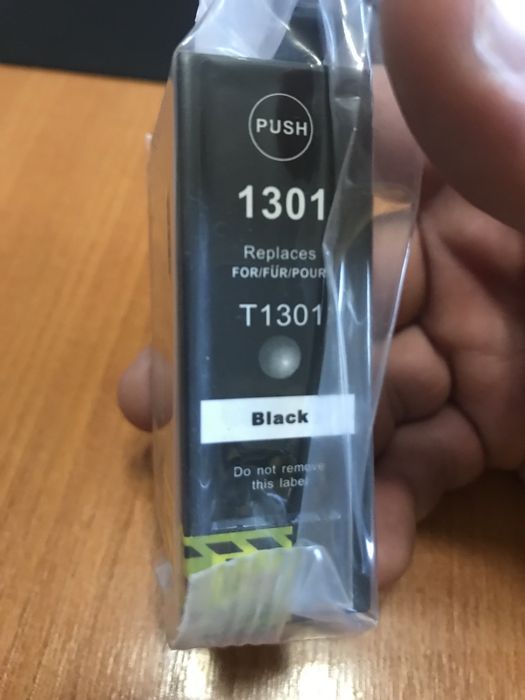 PUSH
1301
Replaces
FOR/FÜR/POUR
T1301
Black
Do not remove
this label